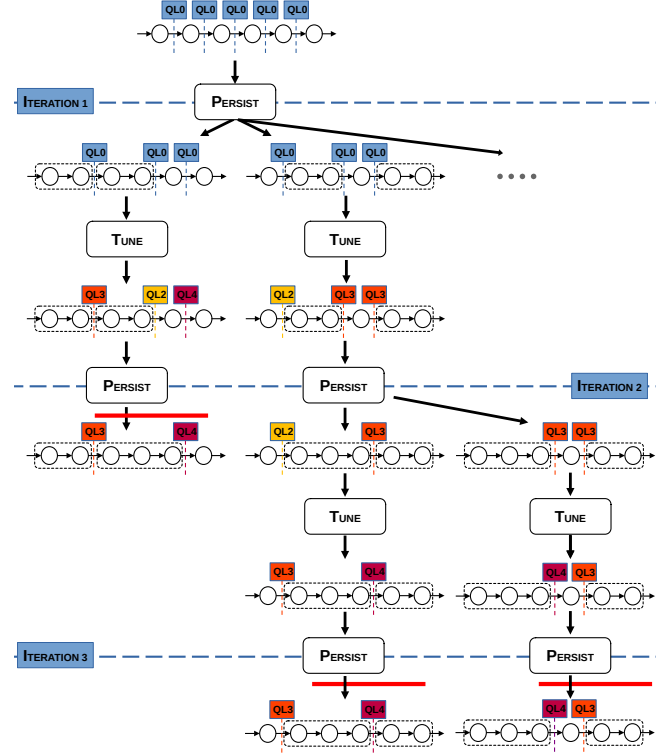 QL0 QL0 QL0 QL0 QL0
ITERATION 1
PERSIST
QL0 QL0 QL0 QL0 QL0 QL0
TUNE TUNE
QL3 QL2 QL4 QL2 QL3 QL3
PERSIST PERSIST ITERATION 2
QL3 QL4 QL2 QL3 QL3 QL3
TUNE TUNE
QL3 QL4 QL4 QL3
ITERATION 3 PERSIST PERSIST
QL3 QL4 QL4 QL3